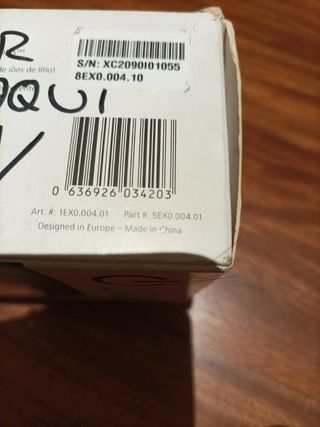 R
S/N: XC2090I01055
8EX0.004.10
de iões de lítio)
AQUI
0 636926 034203
Art. #: 1EX0.004.01 Part #: 5EX0.004.01
Designed in Europe – Made in China